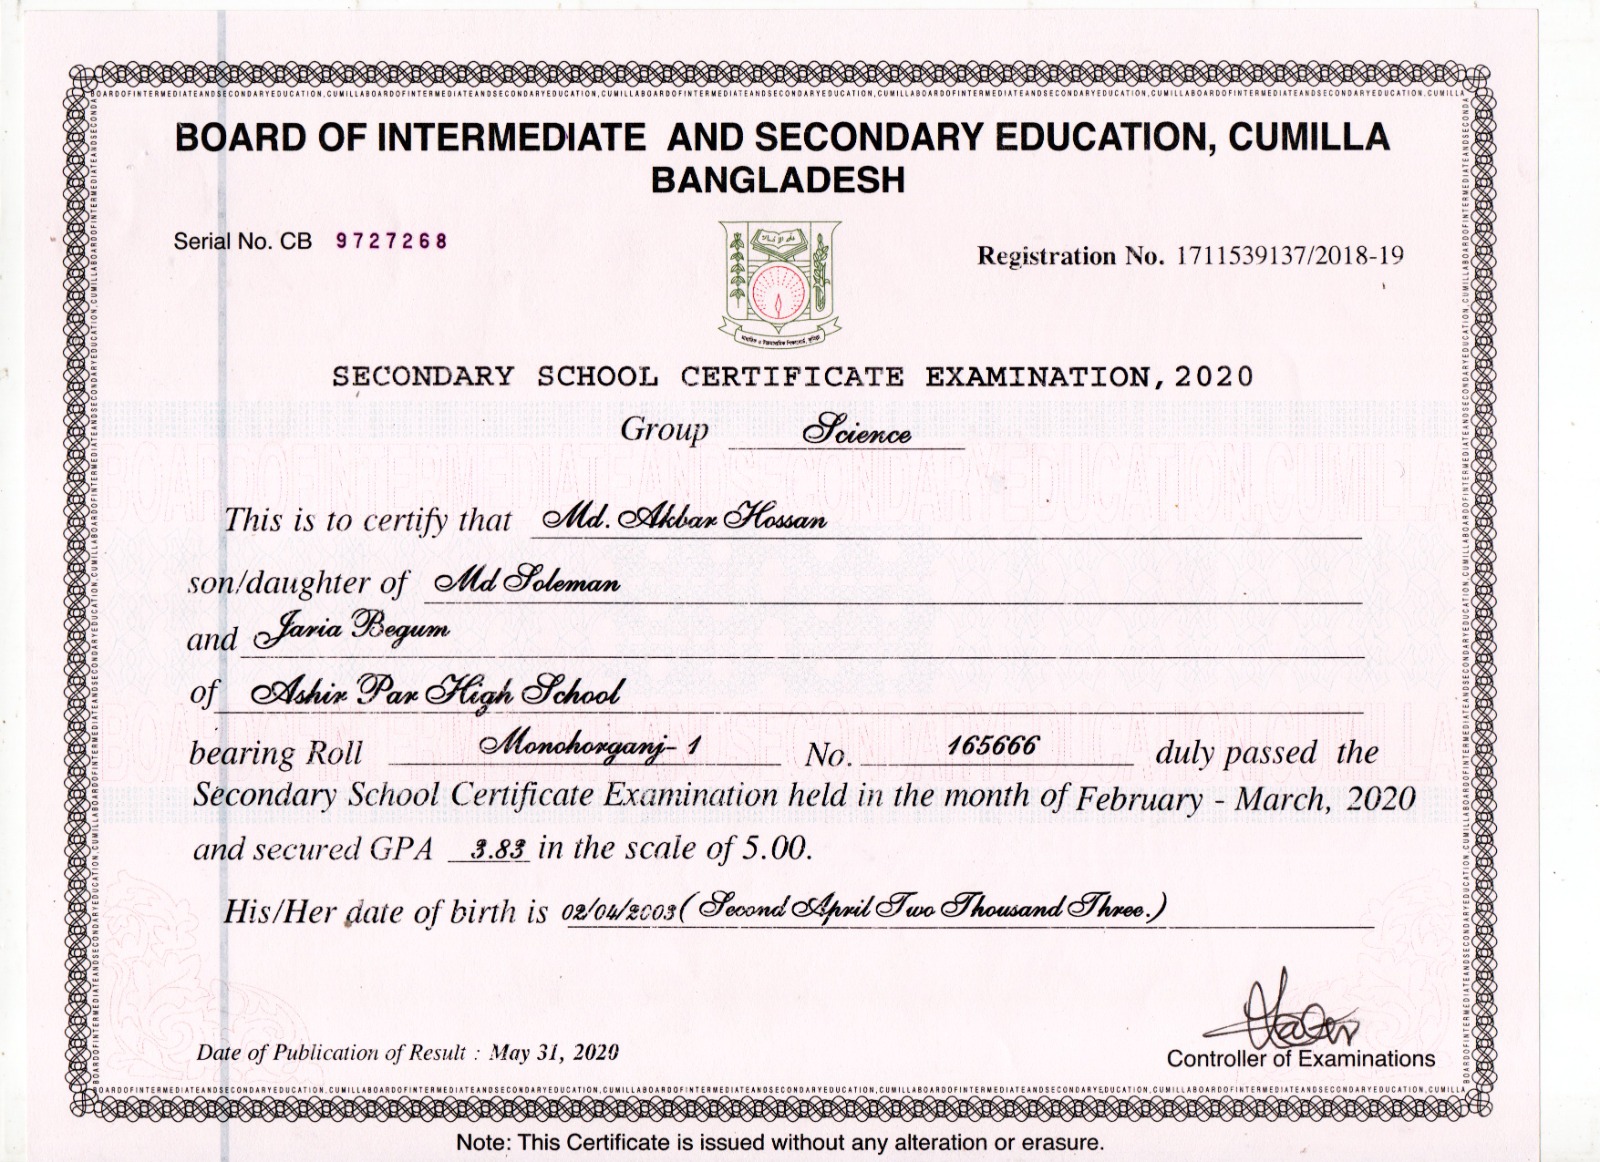 BOARD OF INTERMEDIATE AND SECONDARY EDUCATION, CUMILLA
BANGLADESH
Serial No. CB 9727268
Registration No. 1711539137/2018-19
SECONDARY SCHOOL CERTIFICATE EXAMINATION, 2020
Group Science
This is to certify that Md. Akbar Hossan
son/daughter of Md Soleman
and Jaria Begum
of Ashir Par High School
bearing Roll Monohorganj- 1 No. 165666 duly passed the
Secondary School Certificate Examination held in the month of February - March, 2020
and secured GPA 3.83 in the scale of 5.00.
His/Her date of birth is 02/04/2003 ( Second April Two Thousand Three.)
Date of Publication of Result : May 31, 2020
Controller of Examinations
Note: This Certificate is issued without any alteration or erasure.